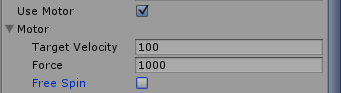 Use Motor
Motor
Target Velocity 100
Force 1000
Free Spin